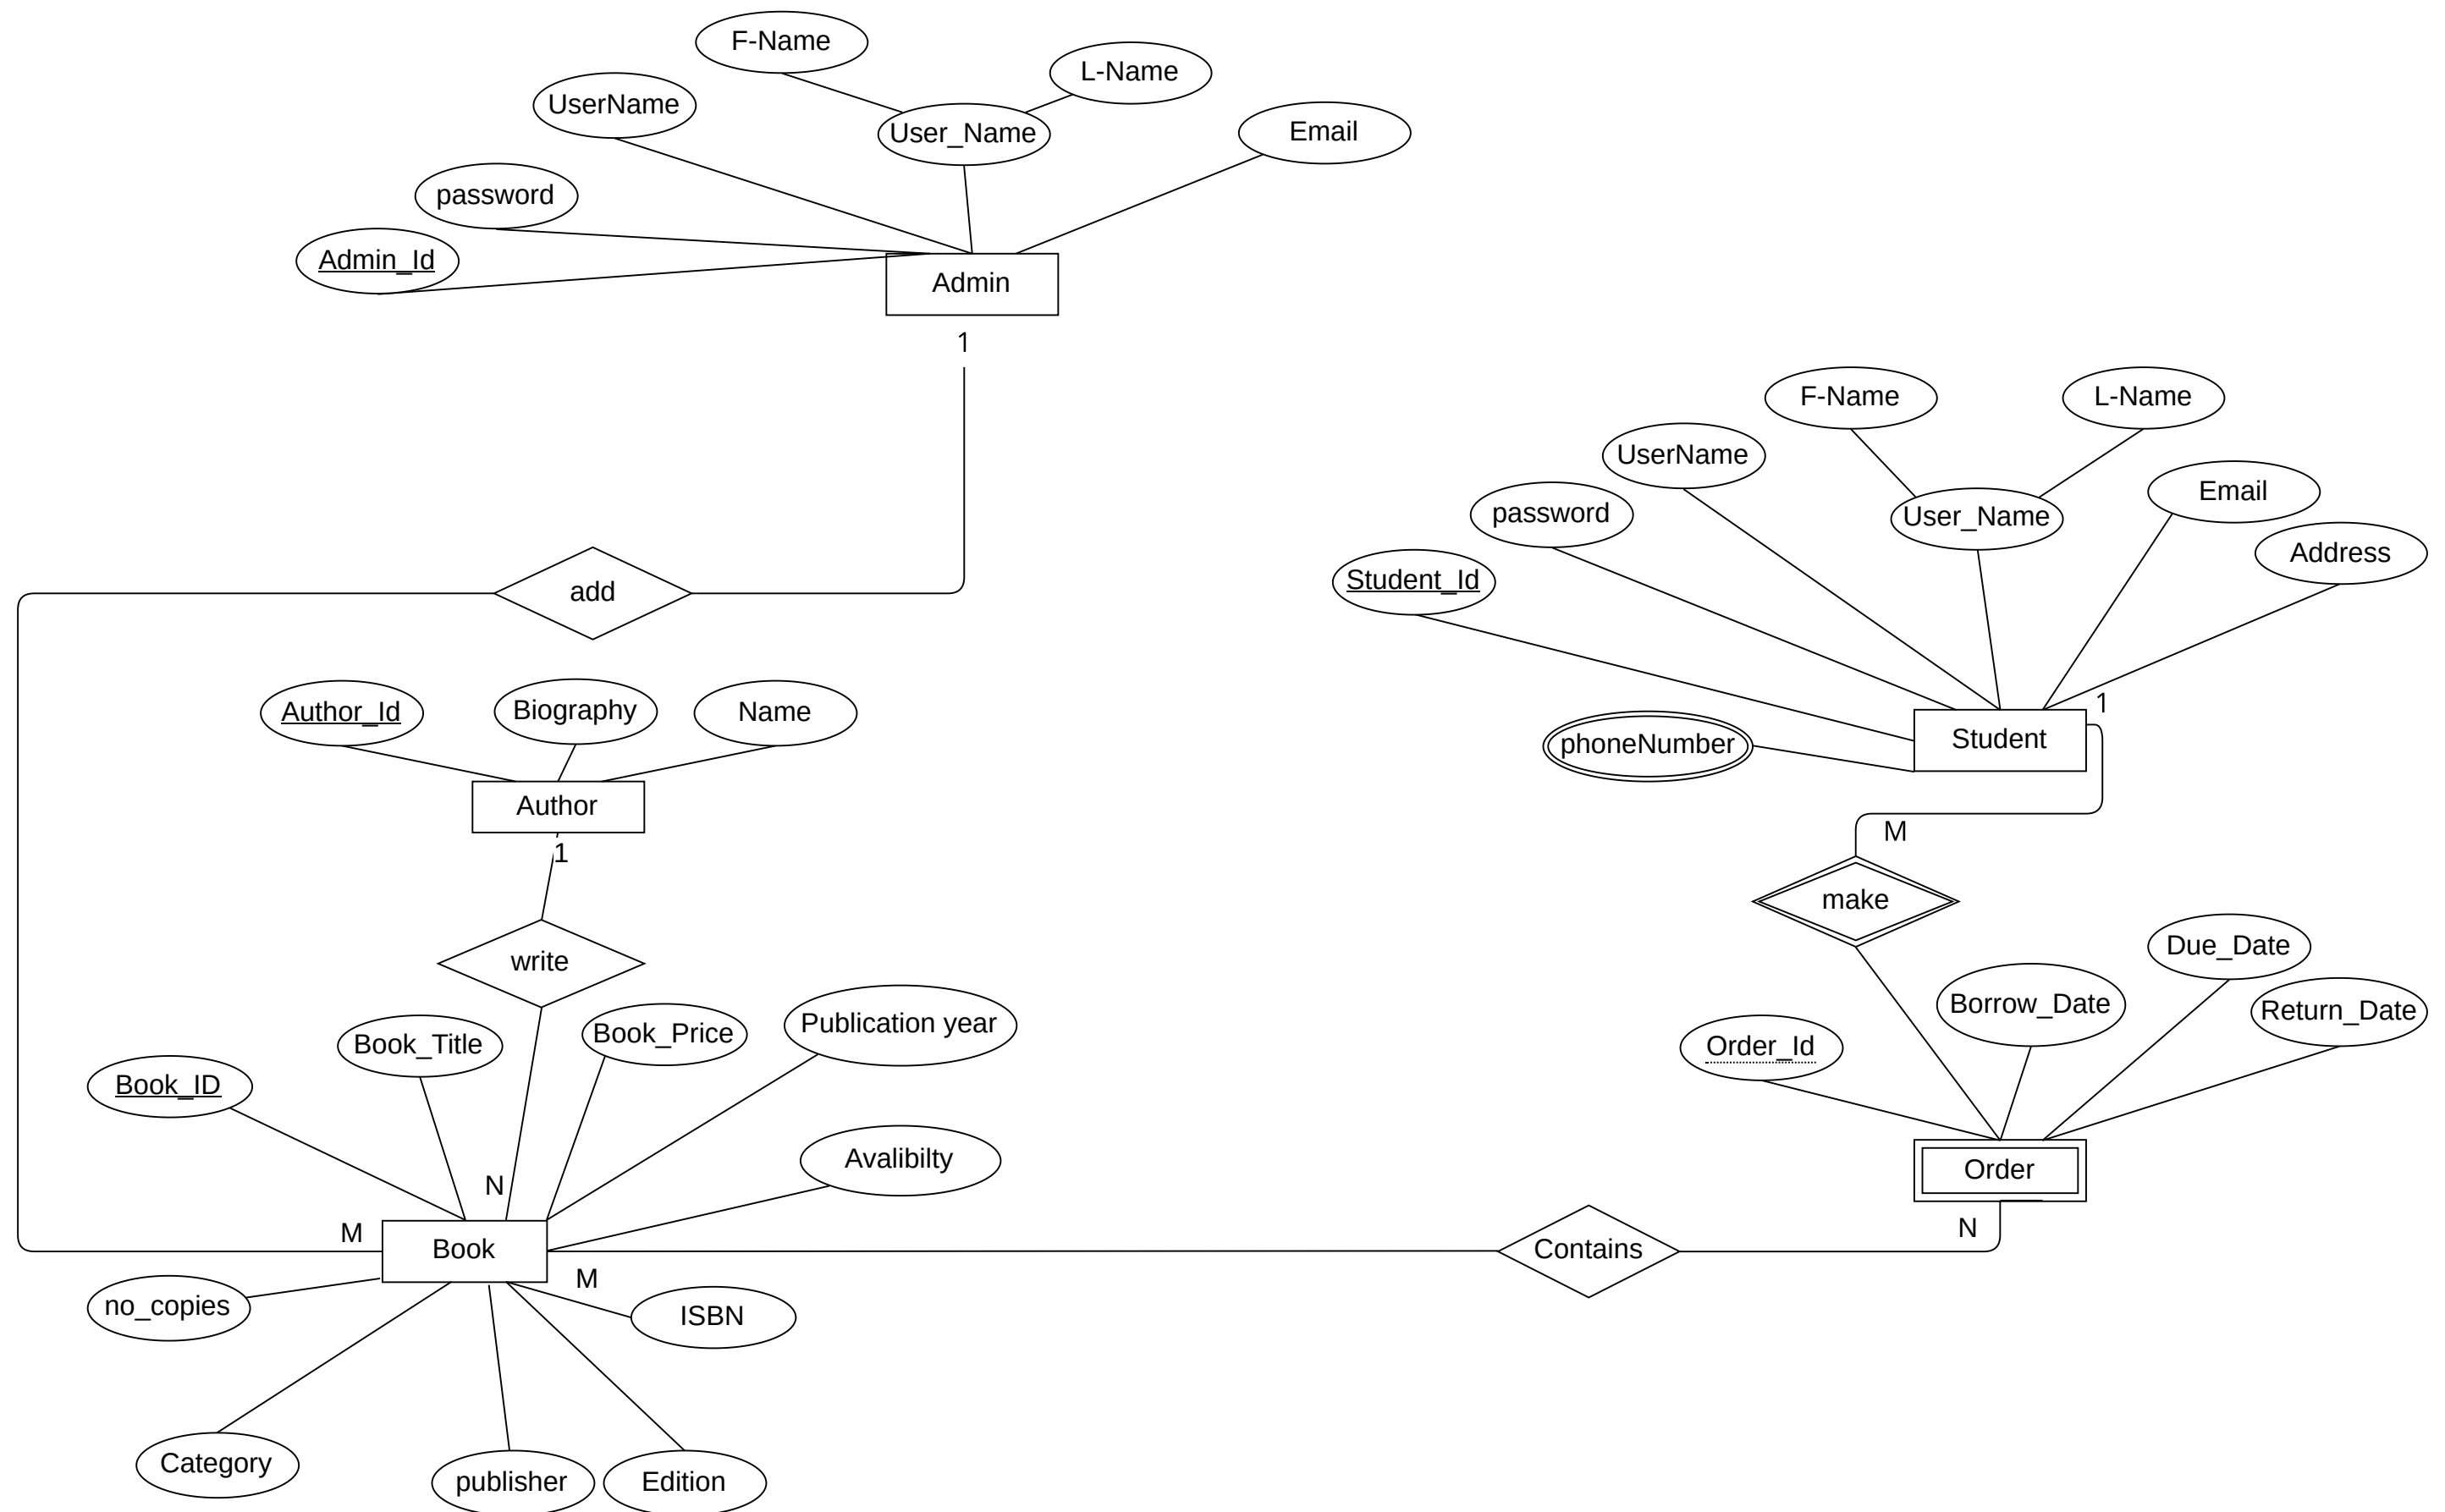 F-Name
L-Name
UserName
User_Name
Email
password
Admin_Id
Admin
1
F-Name
L-Name
UserName
Email
password
User_Name
Address
Student_Id
add
1
Author_Id
Biography
Name
phoneNumber
Student
Author
M
1
make
write
Due_Date
Borrow_Date
Return_Date
Publication year
Book_Price
Book_Title
Order_Id
Book_ID
Avalibilty
Order
N
N
M
Book
Contains
M
no_copies
ISBN
Category
publisher
Edition